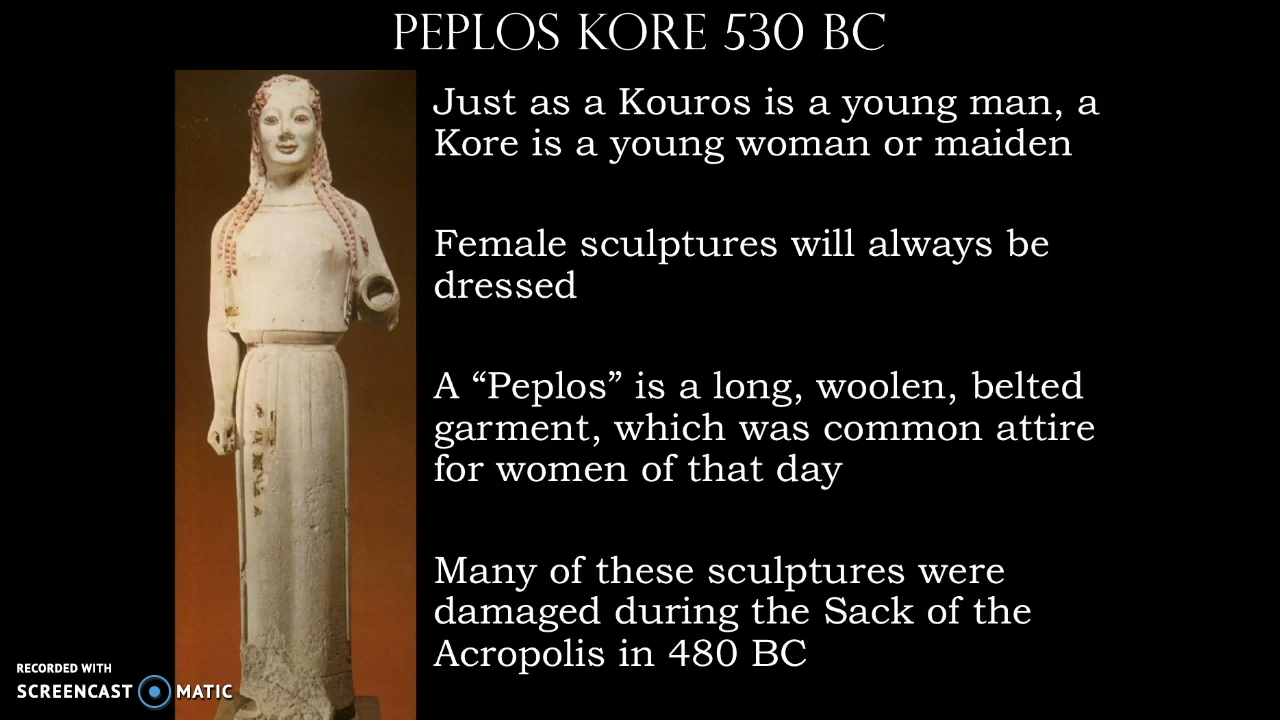 PEPLOS KORE 530 BC
Just as a Kouros is a young man, a
Kore is a young woman or maiden
Female sculptures will always be
dressed
A “Peplos” is a long, woolen, belted
garment, which was common attire
for women of that day
Many of these sculptures were
damaged during the Sack of the
Acropolis in 480 BC
RECORDED WITH
SCREENCAST MATIC